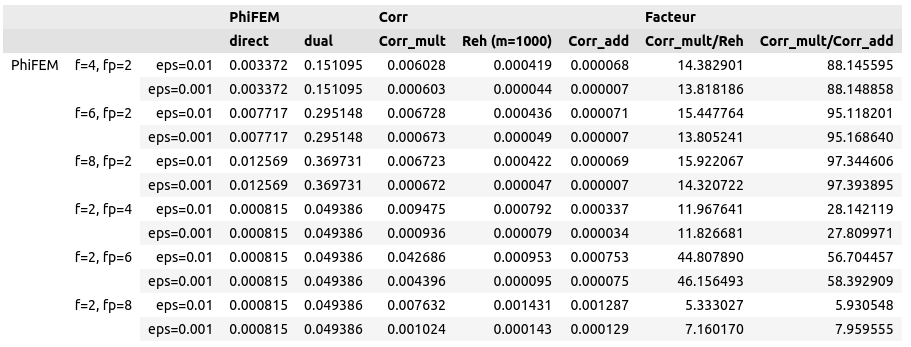 PhiFEM Corr Facteur
direct dual Corr_mult Reh (m=1000) Corr_add Corr_mult/Reh Corr_mult/Corr_add
PhiFEM f=4, fp=2 eps=0.01 0.003372 0.151095 0.006028 0.000419 0.000068 14.382901 88.145595
eps=0.001 0.003372 0.151095 0.000603 0.000044 0.000007 13.818186 88.148858
f=6, fp=2 eps=0.01 0.007717 0.295148 0.006728 0.000436 0.000071 15.447764 95.118201
eps=0.001 0.007717 0.295148 0.000673 0.000049 0.000007 13.805241 95.168640
f=8, fp=2 eps=0.01 0.012569 0.369731 0.006723 0.000422 0.000069 15.922067 97.344606
eps=0.001 0.012569 0.369731 0.000672 0.000047 0.000007 14.320722 97.393895
f=2, fp=4 eps=0.01 0.000815 0.049386 0.009475 0.000792 0.000337 11.967641 28.142119
eps=0.001 0.000815 0.049386 0.000936 0.000079 0.000034 11.826681 27.809971
f=2, fp=6 eps=0.01 0.000815 0.049386 0.042686 0.000953 0.000753 44.807890 56.704457
eps=0.001 0.000815 0.049386 0.004396 0.000095 0.000075 46.156493 58.392909
f=2, fp=8 eps=0.01 0.000815 0.049386 0.007632 0.001431 0.001287 5.333027 5.930548
eps=0.001 0.000815 0.049386 0.001024 0.000143 0.000129 7.160170 7.959555